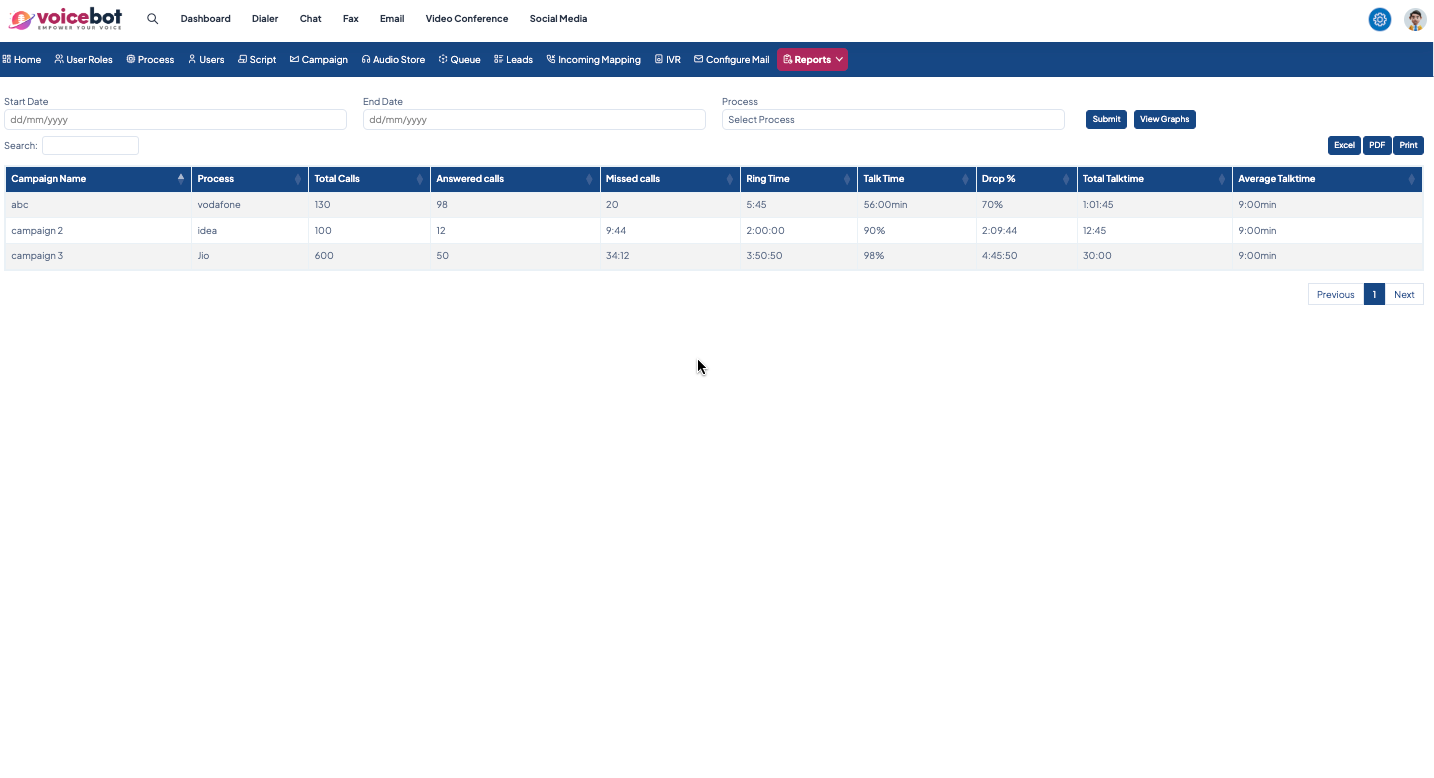 voicebot
EMPOWER YOUR VOICE
Dashboard Dialer Chat Fax Email Video Conference Social Media
Home User Roles Process Users Script Campaign Audio Store Queue Leads Incoming Mapping IVR Configure Mail Reports
Start Date End Date Process
dd/mm/yyyy dd/mm/yyyy Select Process Submit View Graphs
Search: Excel PDF Print
Campaign Name Process Total Calls Answered calls Missed calls Ring Time Talk Time Drop % Total Talktime Average Talktime
abc vodafone 130 98 20 5:45 56:00min 70% 1:01:45 9:00min
campaign 2 idea 100 12 9:44 2:00:00 90% 2:09:44 12:45 9:00min
campaign 3 Jio 600 50 34:12 3:50:50 98% 4:45:50 30:00 9:00min
Previous 1 Next